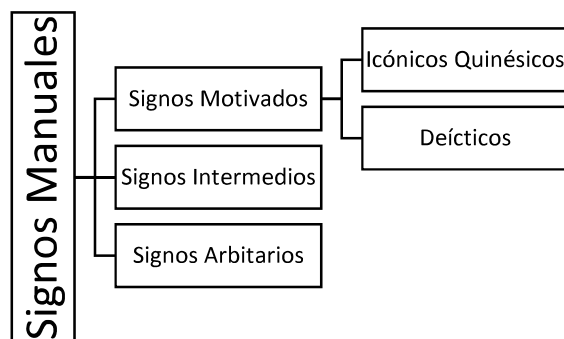 Signos Manuales
Signos Motivados
Icónicos Quinésicos
Deícticos
Signos Intermedios
Signos Arbitarios